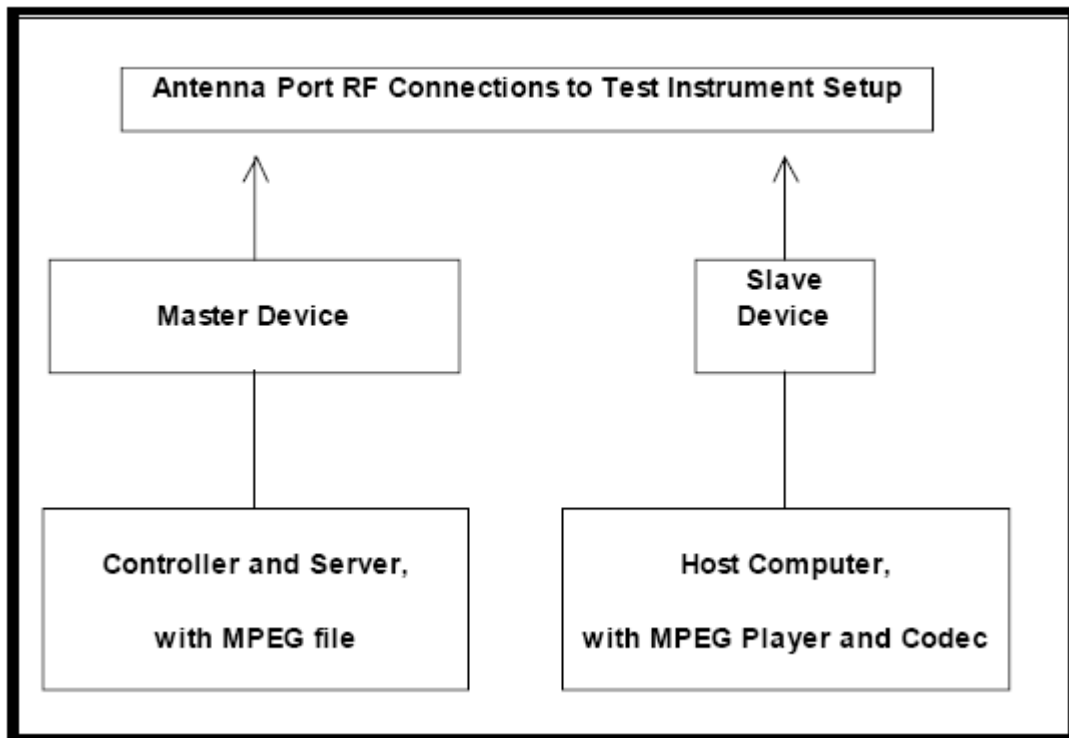 Antenna Port RF Connections to Test Instrument Setup
Master Device
Slave
Device
Controller and Server,
with MPEG file
Host Computer,
with MPEG Player and Codec